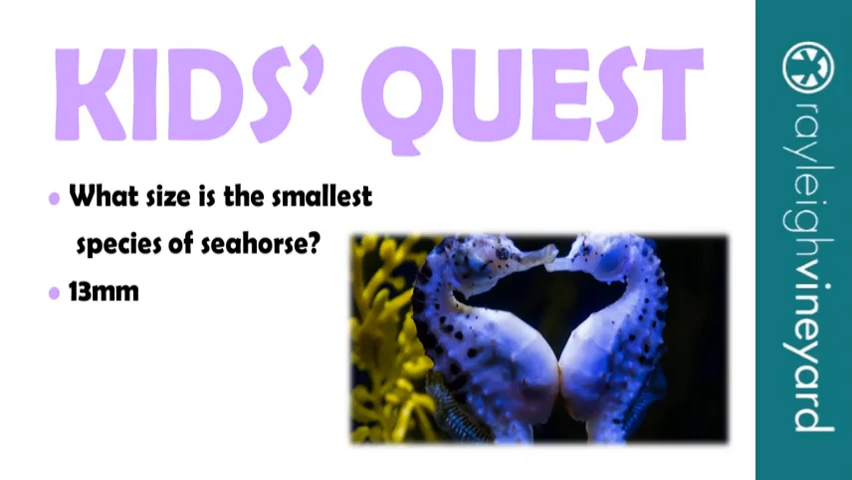 KIDS’ QUEST
What size is the smallest
species of seahorse?
13mm
rayleighvineyard